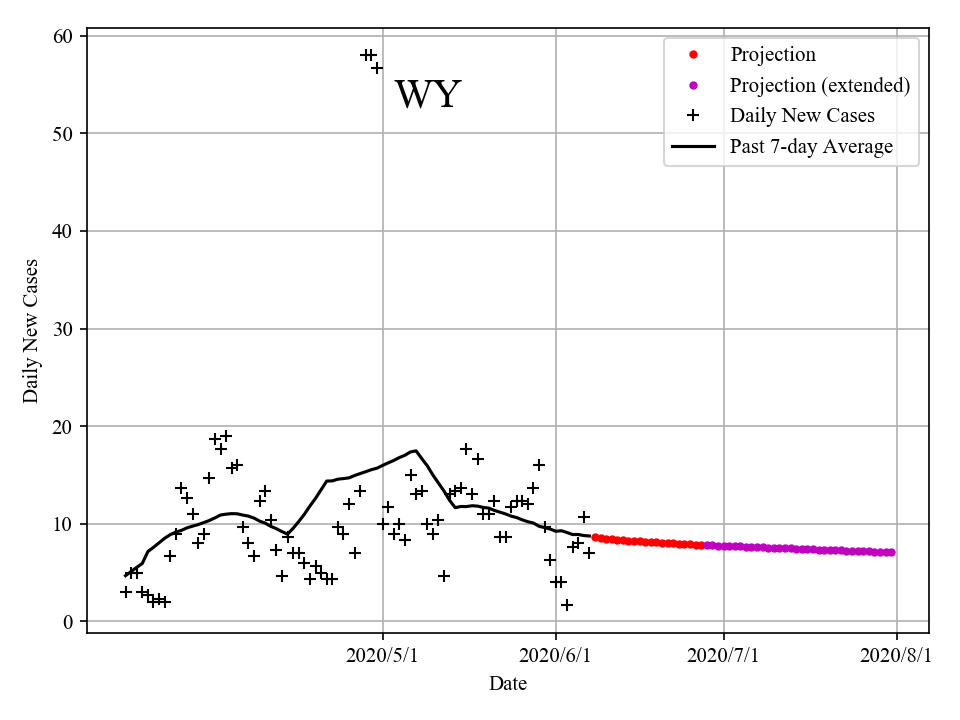 60
50
40
30
20
10
0
Daily New Cases
WY
Projection
Projection (extended)
Daily New Cases
Past 7-day Average
2020/5/1
2020/6/1
2020/7/1
2020/8/1
Date